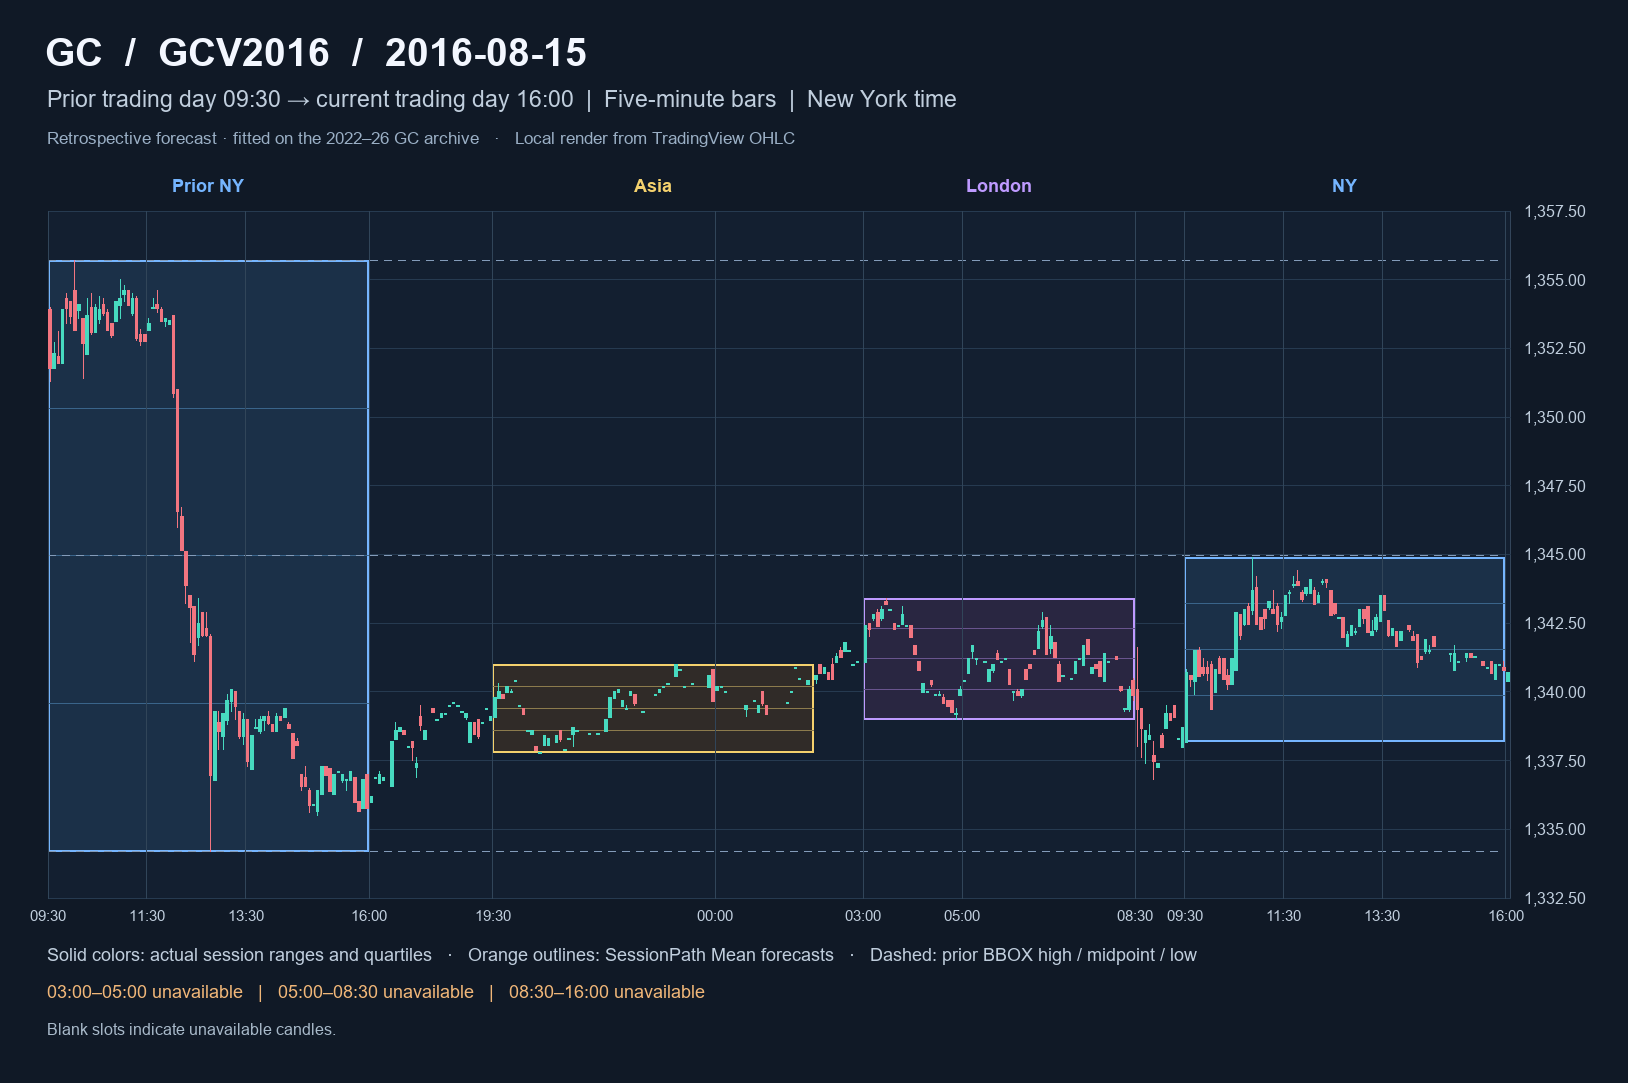 GC / GCV2016 / 2016-08-15
Prior trading day 09:30 → current trading day 16:00 | Five-minute bars | New York time
Retrospective forecast · fitted on the 2022–26 GC archive · Local render from TradingView OHLC
Prior NY Asia London NY
1,357.50
1,355.00
1,352.50
1,350.00
1,347.50
1,345.00
1,342.50
1,340.00
1,337.50
1,335.00
1,332.50
09:30 11:30 13:30 16:00 19:30 00:00 03:00 05:00 08:30 09:30 11:30 13:30 16:00
Solid colors: actual session ranges and quartiles · Orange outlines: SessionPath Mean forecasts · Dashed: prior BBOX high / midpoint / low
03:00–05:00 unavailable | 05:00–08:30 unavailable | 08:30–16:00 unavailable
Blank slots indicate unavailable candles.